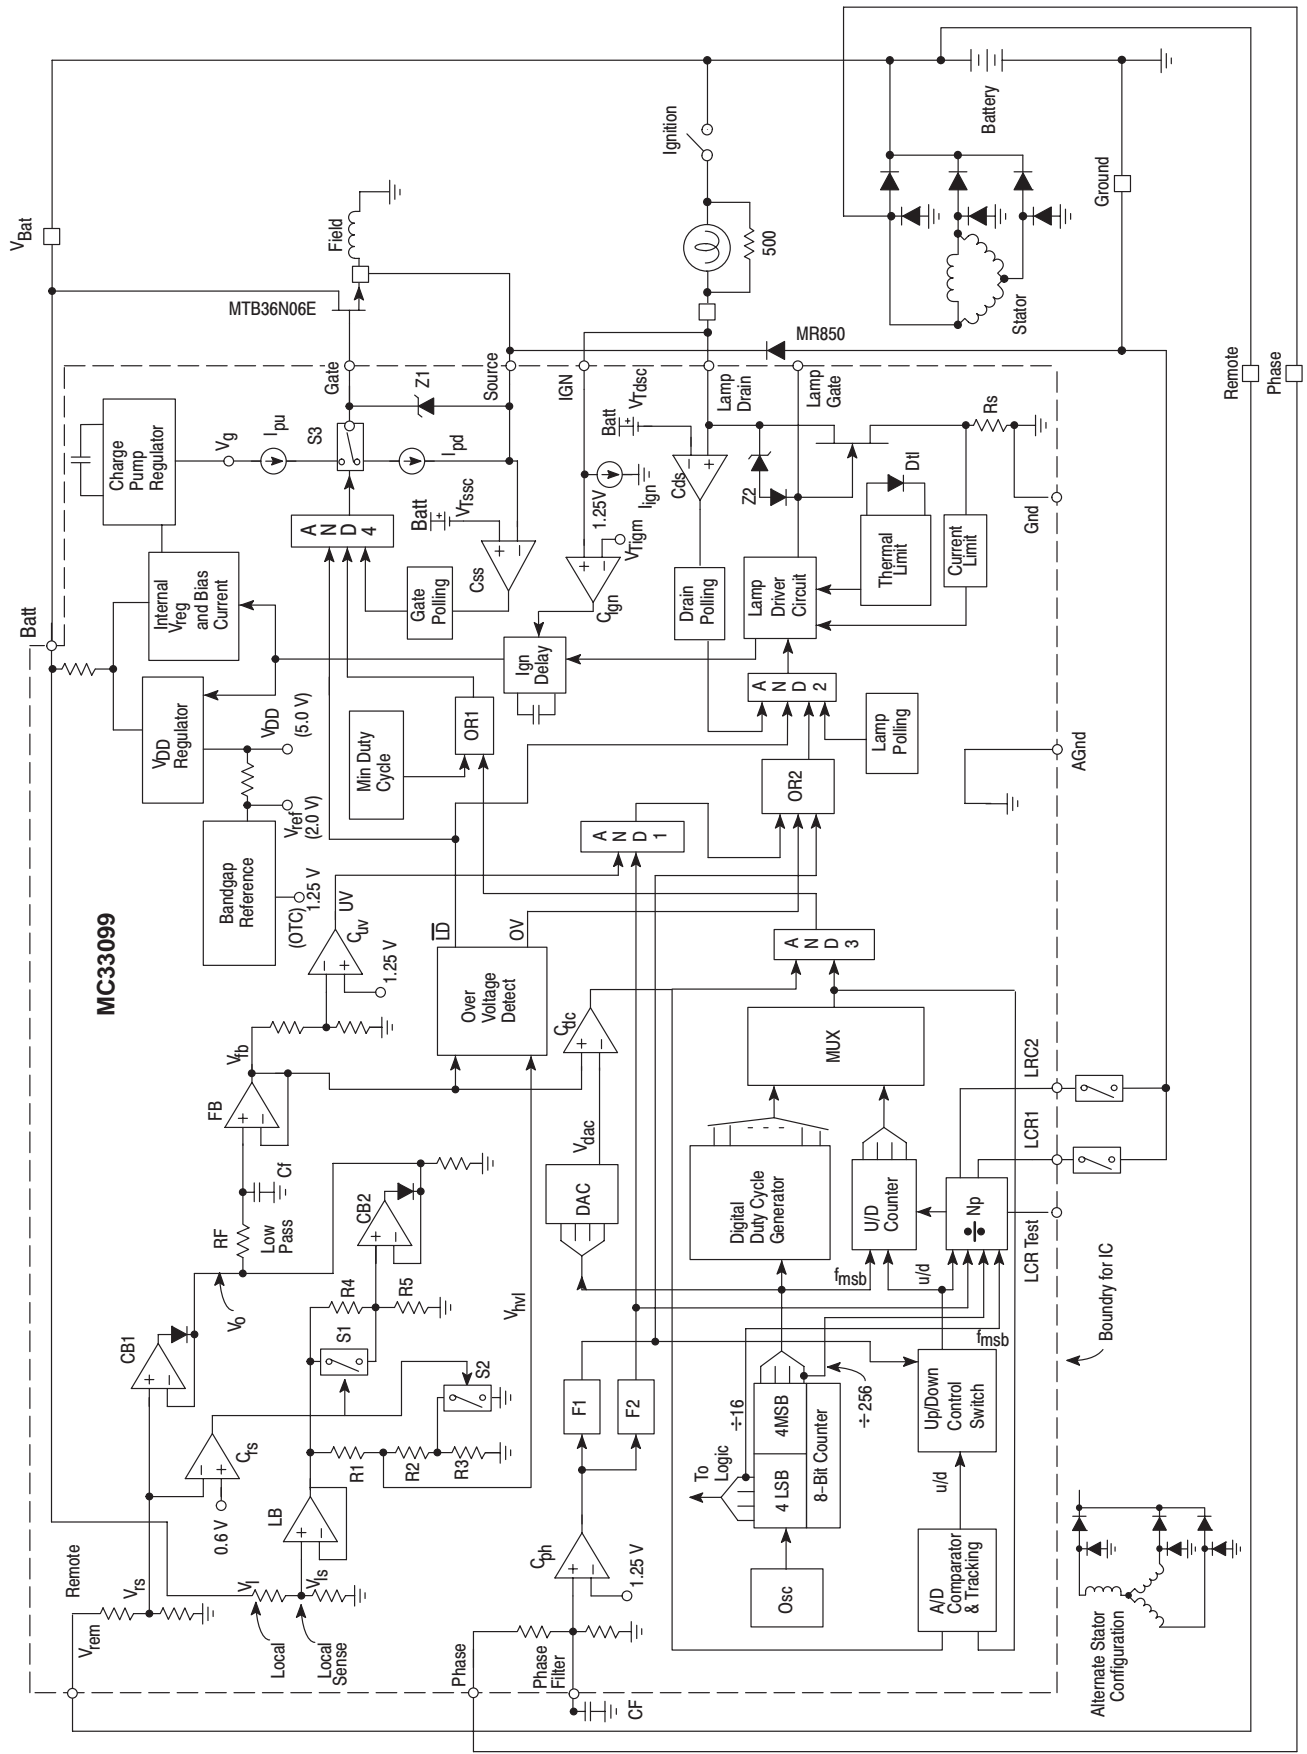 MC33099
Batt
VBat
Internal
Vreg
and Bias
Current
Charge
Pump
Regulator
VDD
Regulator
VDD
(5.0 V)
Bandgap
Reference
Vref
(2.0 V)
(OTC)
1.25 V
Vg
Ipu
S3
Ipd
Gate
Z1
Source
MTB36N06E
Field
A
N
D
4
Gate
Polling
Batt
VTssc
Css
Min Duty
Cycle
OR1
Ign
Delay
IGN
1.25V
Iign
VTigm
Cign
Batt
VTdsc
Cds
Lamp
Drain
Lamp
Gate
MR850
500
Ignition
Battery
Stator
Ground
Remote
Phase
Z2
Drain
Polling
Lamp
Driver
Circuit
Thermal
Limit
Dtl
Current
Limit
Rs
Gnd
A
N
D
2
Lamp
Polling
OR2
AGnd
A
N
D
1
UV
Cuv
1.25 V
LD
OV
Over
Voltage
Detect
Vfb
FB
Cf
RF
Low
Pass
Vo
CB1
CB2
R4
R5
S1
S2
Vhvl
R1
R2
R3
Crs
0.6 V
LB
Remote
Vrem
Vrs
Vl
Vls
Local
Local
Sense
Cdc
Vdac
DAC
A
N
D
3
MUX
Digital
Duty Cycle
Generator
U/D
Counter
÷ Np
LRC2
LCR1
LCR Test
fmsb
u/d
fmsb
Boundry for IC
F1
F2
Cph
1.25 V
Phase
Phase
Filter
CF
÷16
÷256
To
Logic
4 LSB
4MSB
8-Bit Counter
Osc
Up/Down
Control
Switch
u/d
A/D
Comparator
& Tracking
Alternate Stator
Configuration